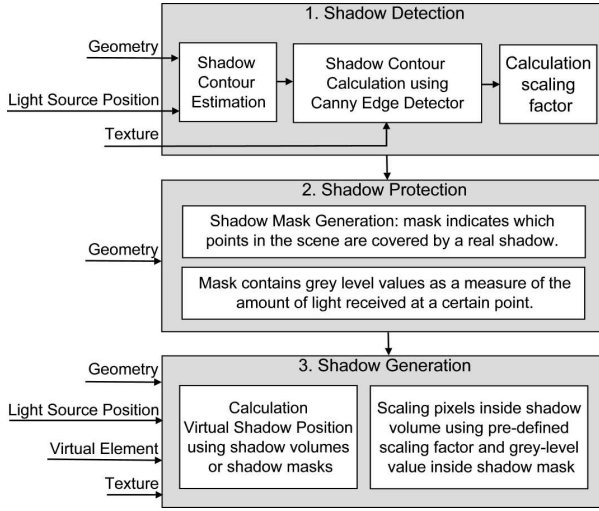 1. Shadow Detection
Geometry
Light Source Position
Texture
Shadow
Contour
Estimation
Shadow Contour
Calculation using
Canny Edge Detector
Calculation
scaling
factor
2. Shadow Protection
Geometry
Shadow Mask Generation: mask indicates which
points in the scene are covered by a real shadow.
Mask contains grey level values as a measure of the
amount of light received at a certain point.
3. Shadow Generation
Geometry
Light Source Position
Virtual Element
Texture
Calculation
Virtual Shadow Position
using shadow volumes
or shadow masks
Scaling pixels inside shadow
volume using pre-defined
scaling factor and grey-level
value inside shadow mask